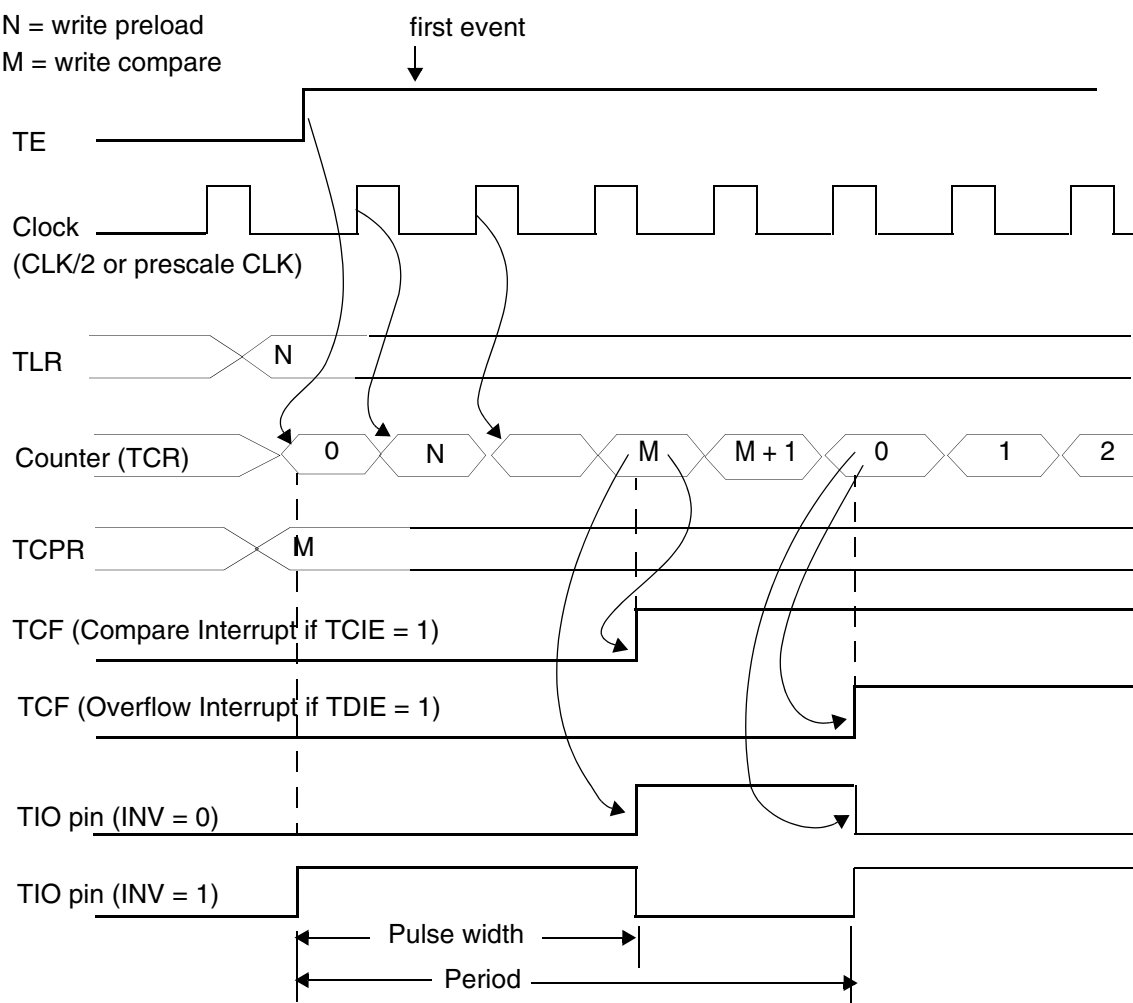 N = write preload
first event
M = write compare
TE
Clock
(CLK/2 or prescale CLK)
TLR
N
Counter (TCR)
0
N
M
M + 1
0
1
2
TCPR
M
TCF (Compare Interrupt if TCIE = 1)
TCF (Overflow Interrupt if TDIE = 1)
TIO pin (INV = 0)
TIO pin (INV = 1)
Pulse width
Period